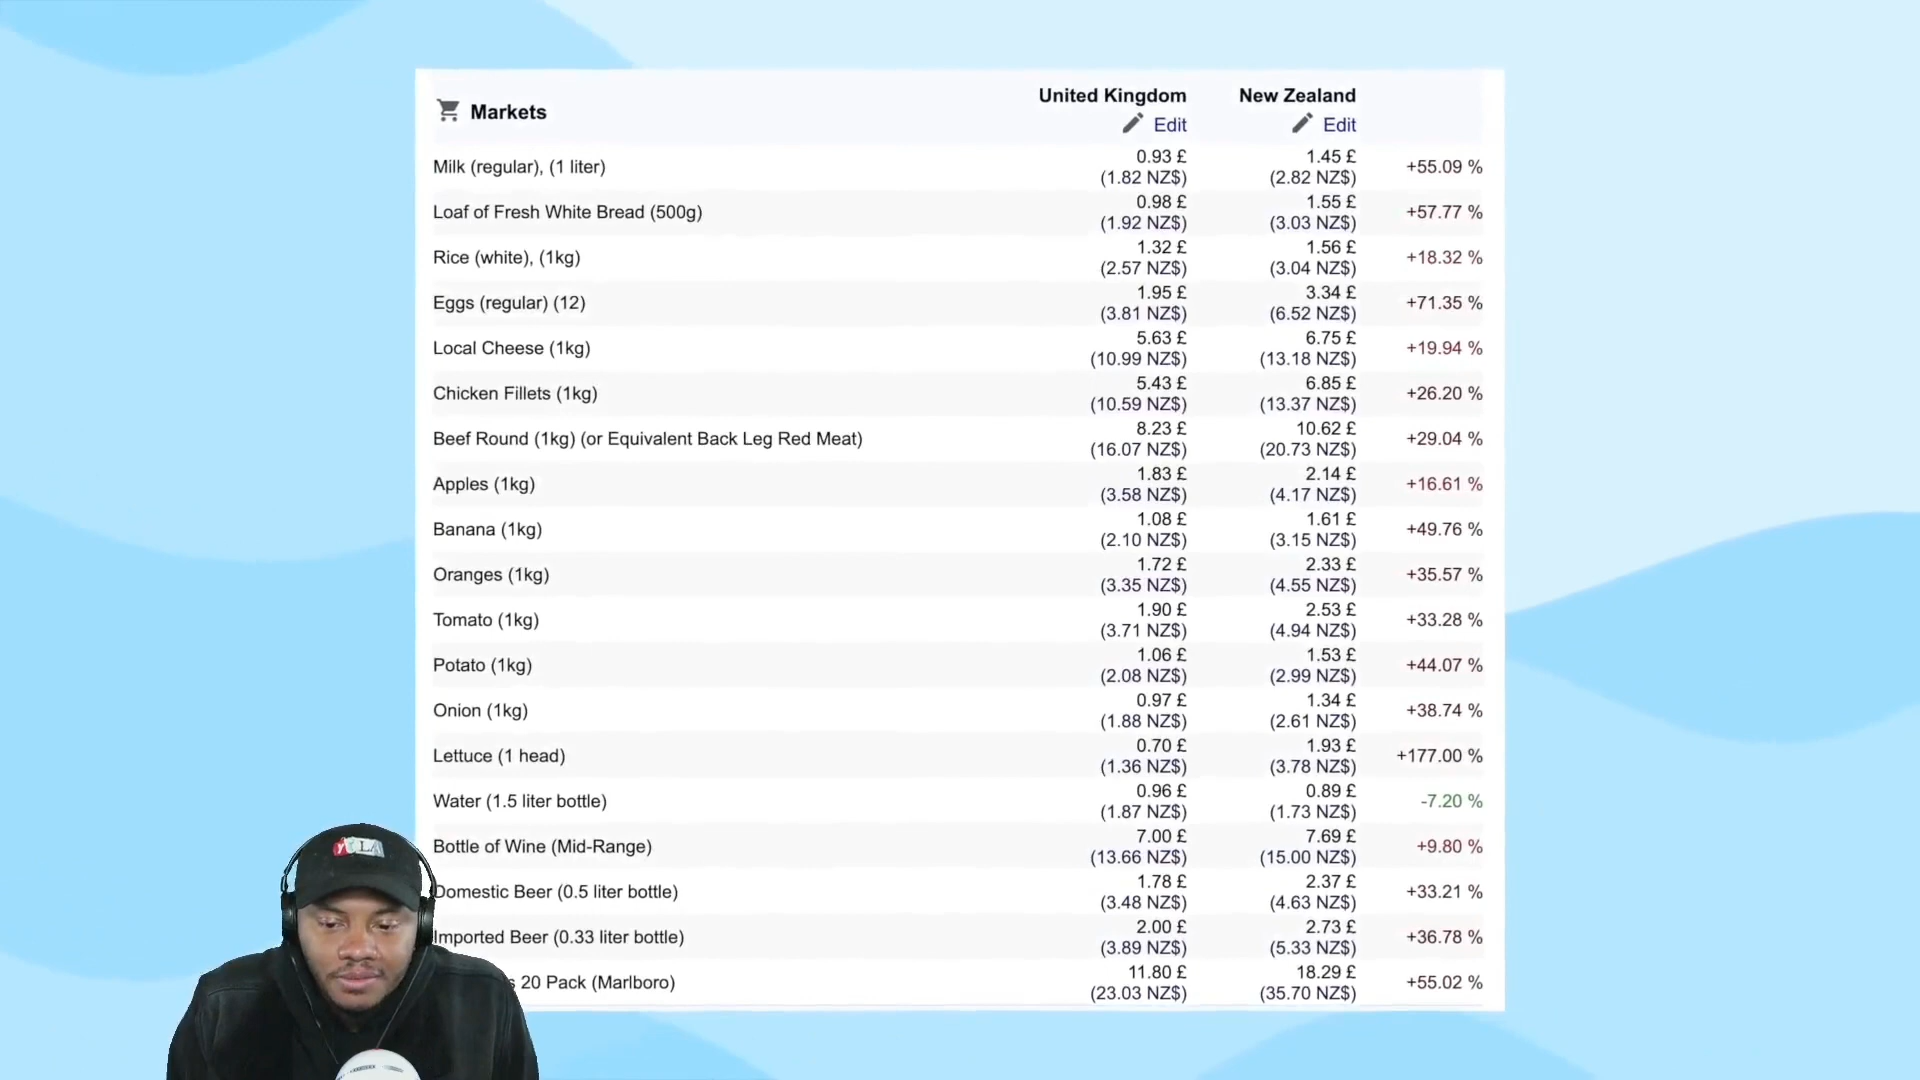 Markets
United Kingdom
Edit
New Zealand
Edit
Milk (regular), (1 liter)
0.93 £
(1.82 NZ$)
1.45 £
(2.82 NZ$)
+55.09 %
Loaf of Fresh White Bread (500g)
0.98 £
(1.92 NZ$)
1.55 £
(3.03 NZ$)
+57.77 %
Rice (white), (1kg)
1.32 £
(2.57 NZ$)
1.56 £
(3.04 NZ$)
+18.32 %
Eggs (regular) (12)
1.95 £
(3.81 NZ$)
3.34 £
(6.52 NZ$)
+71.35 %
Local Cheese (1kg)
5.63 £
(10.99 NZ$)
6.75 £
(13.18 NZ$)
+19.94 %
Chicken Fillets (1kg)
5.43 £
(10.59 NZ$)
6.85 £
(13.37 NZ$)
+26.20 %
Beef Round (1kg) (or Equivalent Back Leg Red Meat)
8.23 £
(16.07 NZ$)
10.62 £
(20.73 NZ$)
+29.04 %
Apples (1kg)
1.83 £
(3.58 NZ$)
2.14 £
(4.17 NZ$)
+16.61 %
Banana (1kg)
1.08 £
(2.10 NZ$)
1.61 £
(3.15 NZ$)
+49.76 %
Oranges (1kg)
1.72 £
(3.35 NZ$)
2.33 £
(4.55 NZ$)
+35.57 %
Tomato (1kg)
1.90 £
(3.71 NZ$)
2.53 £
(4.94 NZ$)
+33.28 %
Potato (1kg)
1.06 £
(2.08 NZ$)
1.53 £
(2.99 NZ$)
+44.07 %
Onion (1kg)
0.97 £
(1.88 NZ$)
1.34 £
(2.61 NZ$)
+38.74 %
Lettuce (1 head)
0.70 £
(1.36 NZ$)
1.93 £
(3.78 NZ$)
+177.00 %
Water (1.5 liter bottle)
0.96 £
(1.87 NZ$)
0.89 £
(1.73 NZ$)
-7.20 %
Bottle of Wine (Mid-Range)
7.00 £
(13.66 NZ$)
7.69 £
(15.00 NZ$)
+9.80 %
Domestic Beer (0.5 liter bottle)
1.78 £
(3.48 NZ$)
2.37 £
(4.63 NZ$)
+33.21 %
Imported Beer (0.33 liter bottle)
2.00 £
(3.89 NZ$)
2.73 £
(5.33 NZ$)
+36.78 %
20 Pack (Marlboro)
11.80 £
(23.03 NZ$)
18.29 £
(35.70 NZ$)
+55.02 %